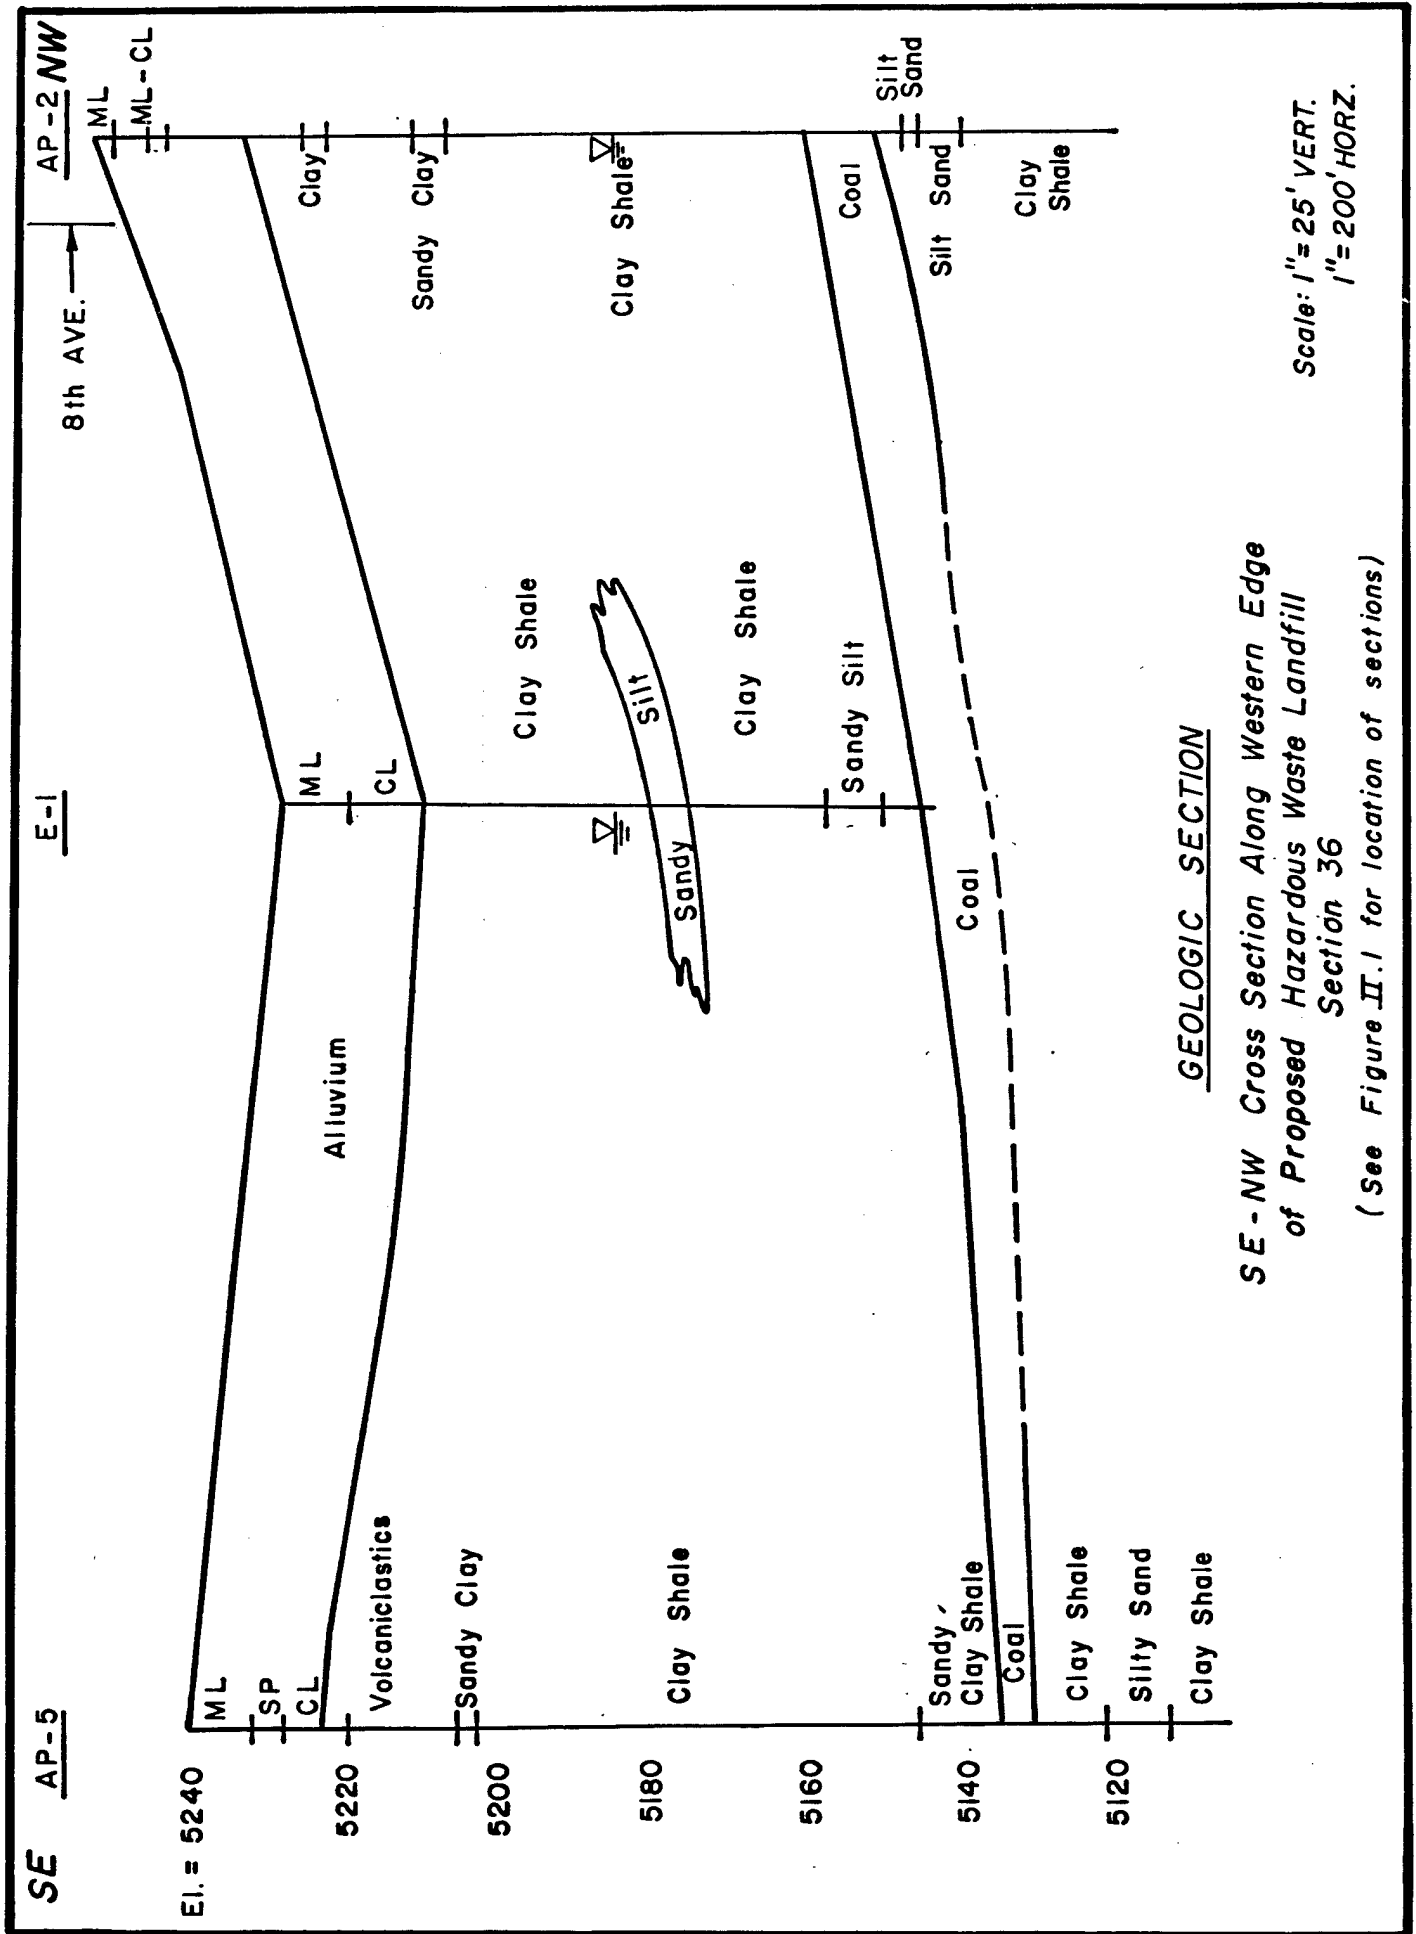 SE
AP-5
E-1
AP-2
NW
8th AVE.
El. = 5240
5220
5200
5180
5160
5140
5120
ML
SP
CL
Volcaniclastics
Sandy Clay
Clay Shale
Sandy
Clay Shale
Coal
Clay Shale
Silty Sand
Clay Shale
Alluvium
ML
CL
Clay Shale
Sandy Silt
Clay Shale
Sandy Silt
Coal
ML
ML-CL
Clay
Sandy Clay
Clay Shale
Coal
Silt
Sand
Silt Sand
Clay
Shale
Scale: 1"=25' VERT.
1"=200' HORZ.
GEOLOGIC SECTION
SE-NW Cross Section Along Western Edge
of Proposed Hazardous Waste Landfill
Section 36
(See Figure II.1 for location of sections)